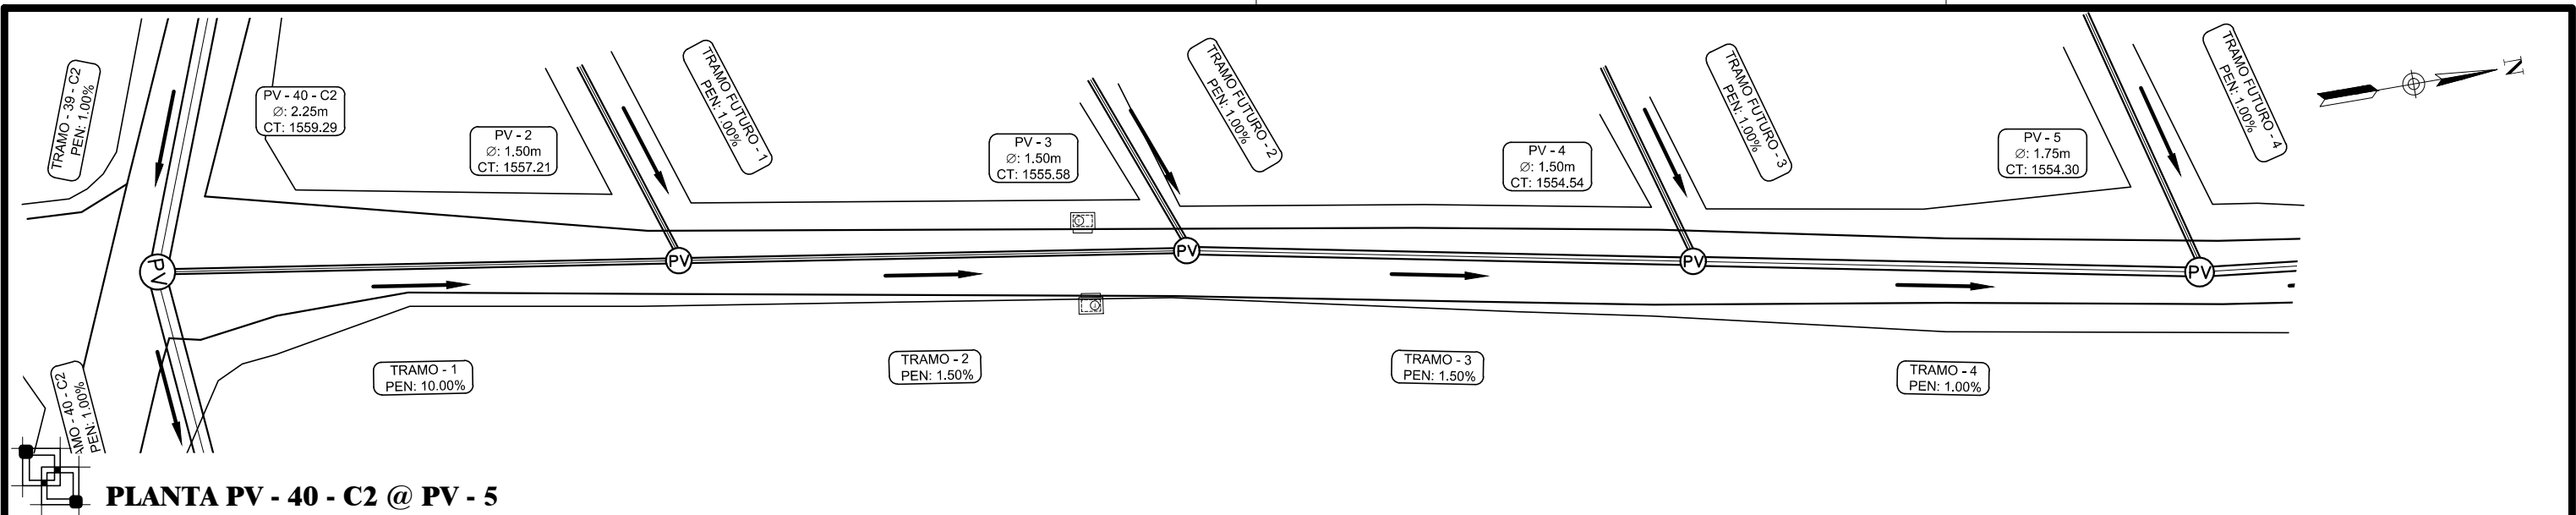 TRAMO - 39 - C2
PEN: 1.00%
PV - 40 - C2
Ø: 2.25m
CT: 1559.29
PV - 2
Ø: 1.50m
CT: 1557.21
TRAMO FUTURO - 1
PEN: 1.00%
PV - 3
Ø: 1.50m
CT: 1555.58
TRAMO FUTURO - 2
PEN: 1.00%
PV - 4
Ø: 1.50m
CT: 1554.54
TRAMO FUTURO - 3
PEN: 1.00%
PV - 5
Ø: 1.75m
CT: 1554.30
TRAMO FUTURO - 4
PEN: 1.00%
N
PV
PV
PV
PV
PV
AMO - 40 - C2
PEN: 1.00%
TRAMO - 1
PEN: 10.00%
TRAMO - 2
PEN: 1.50%
TRAMO - 3
PEN: 1.50%
TRAMO - 4
PEN: 1.00%
PLANTA PV - 40 - C2 @ PV - 5